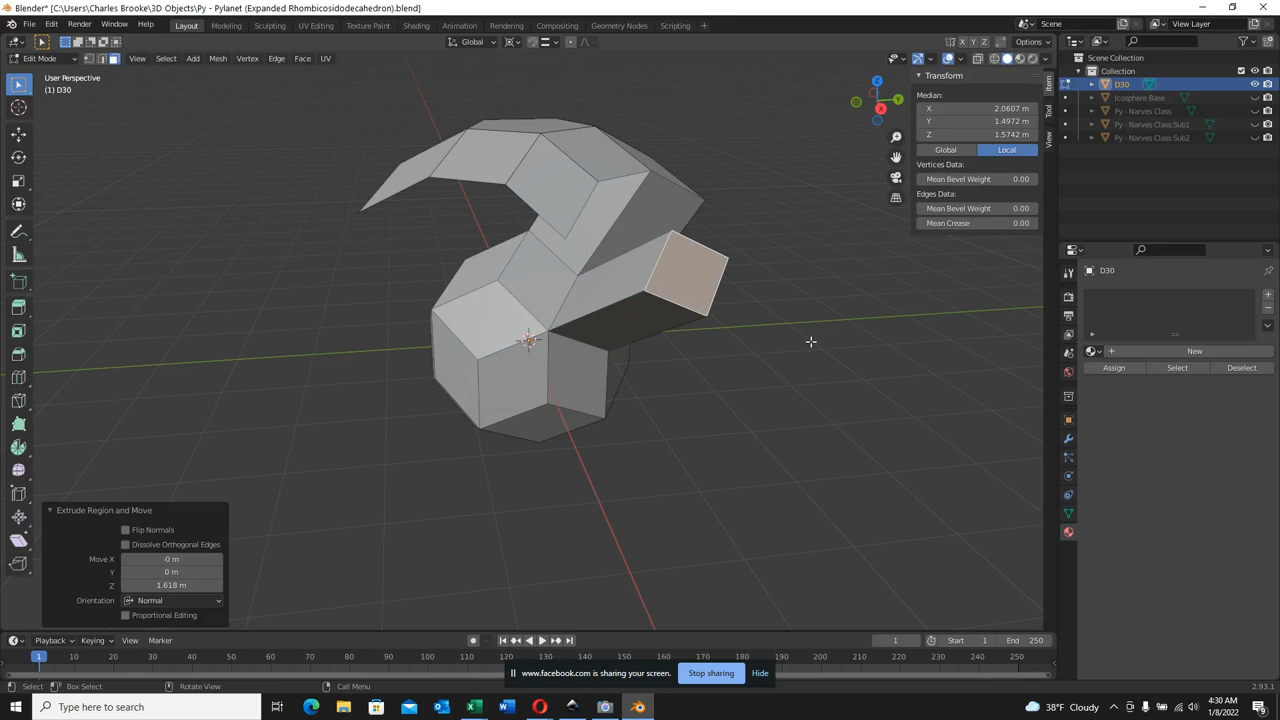 Blender* [C:\Users\Charles Brooke\3D Objects\Py - Pylanet (Expanded Rhombicosidodecahedron).blend]
File Edit Render Window Help Layout Modeling Sculpting UV Editing Texture Paint Shading Animation Rendering Compositing Geometry Nodes Scripting + Scene View Layer
Global X Y Z Options
Edit Mode View Select Add Mesh Vertex Edge Face UV
User Perspective
(1) D30
Z
Y
X
Transform
Median:
X 2.0607 m
Y 1.4972 m
Z 1.5742 m
Global Local
Vertices Data:
Mean Bevel Weight 0.00
Edges Data:
Mean Bevel Weight 0.00
Mean Crease 0.00
Item
Tool
View
Scene Collection
Collection
D30
Icosphere Base
Py - Narves Class
Py - Narves Class.Sub1
Py - Narves Class.Sub2
D30
New
Assign Select Deselect
Extrude Region and Move
Flip Normals
Dissolve Orthogonal Edges
Move X -0 m
Y 0 m
Z 1.618 m
Orientation Normal
Proportional Editing
Playback Keying View Marker 1 Start 1 End 250
1 10 20 30 40 50 60 70 80 90 100 110 120 130 140 150 160 170 180 190 200 210 220 230 240 250
www.facebook.com is sharing your screen. Stop sharing Hide
Select Box Select Rotate View Call Menu 2.93.1
Type here to search 38°F Cloudy 4:30 AM
1/8/2022